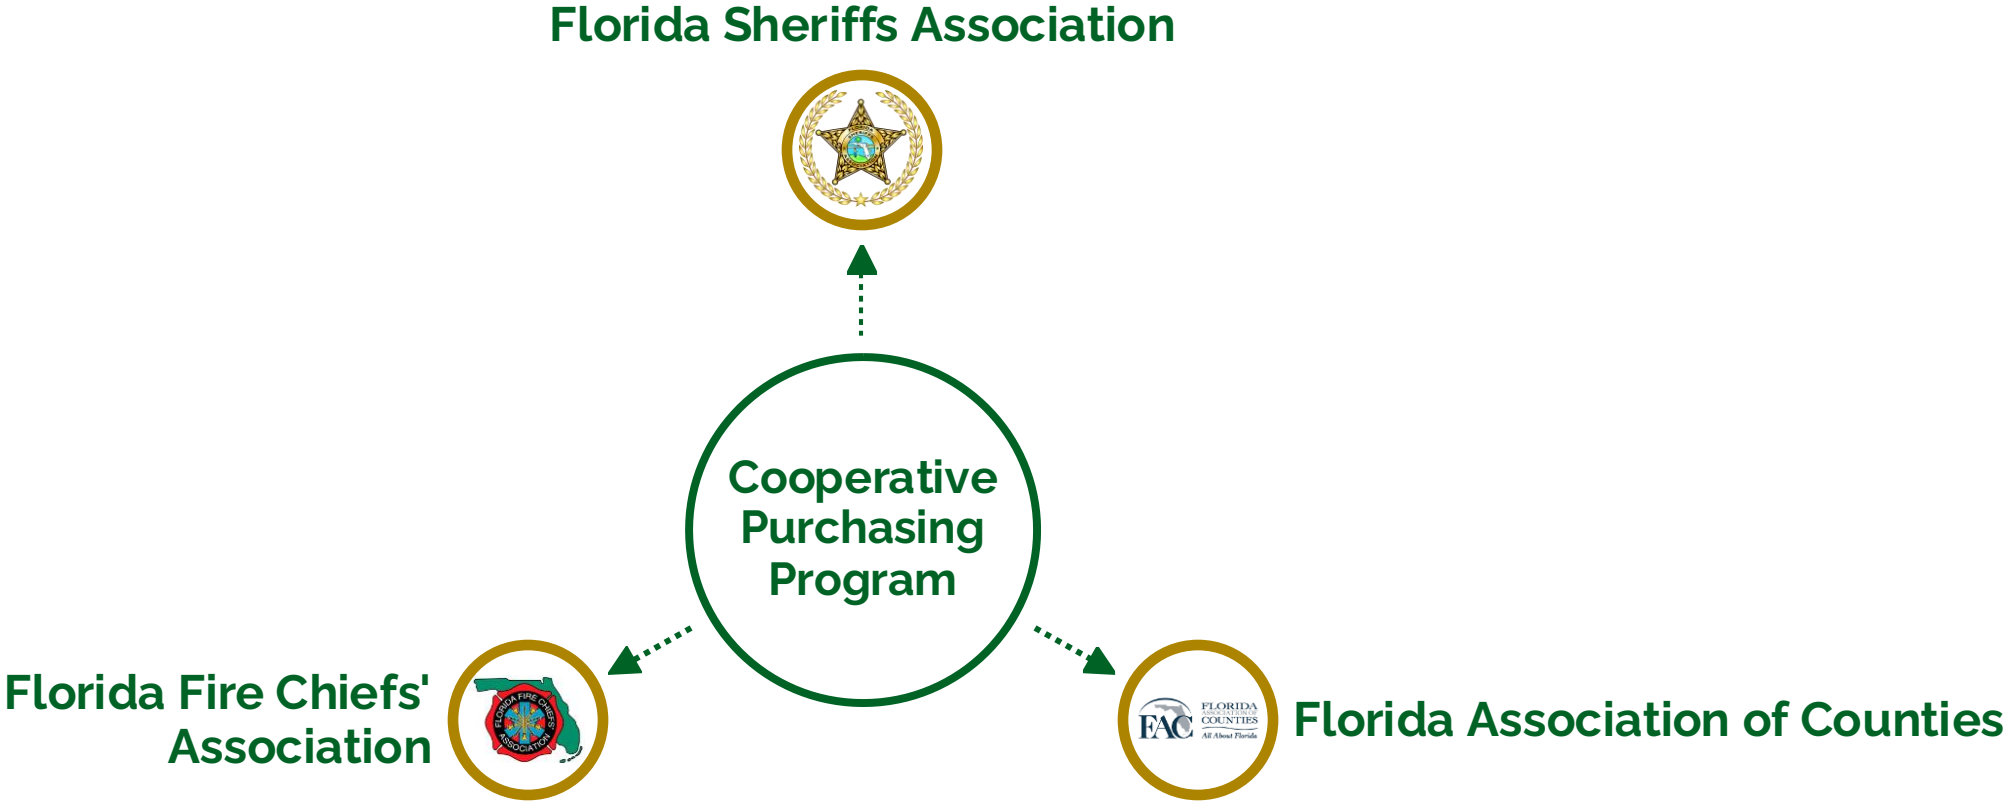 Florida Sheriffs Association
Cooperative
Purchasing
Program
Florida Fire Chiefs'
Association
FLORIDA FIRE CHIEFS'
ASSOCIATION
FAC
FLORIDA
ASSOCIATION OF
COUNTIES
All About Florida
Florida Association of Counties